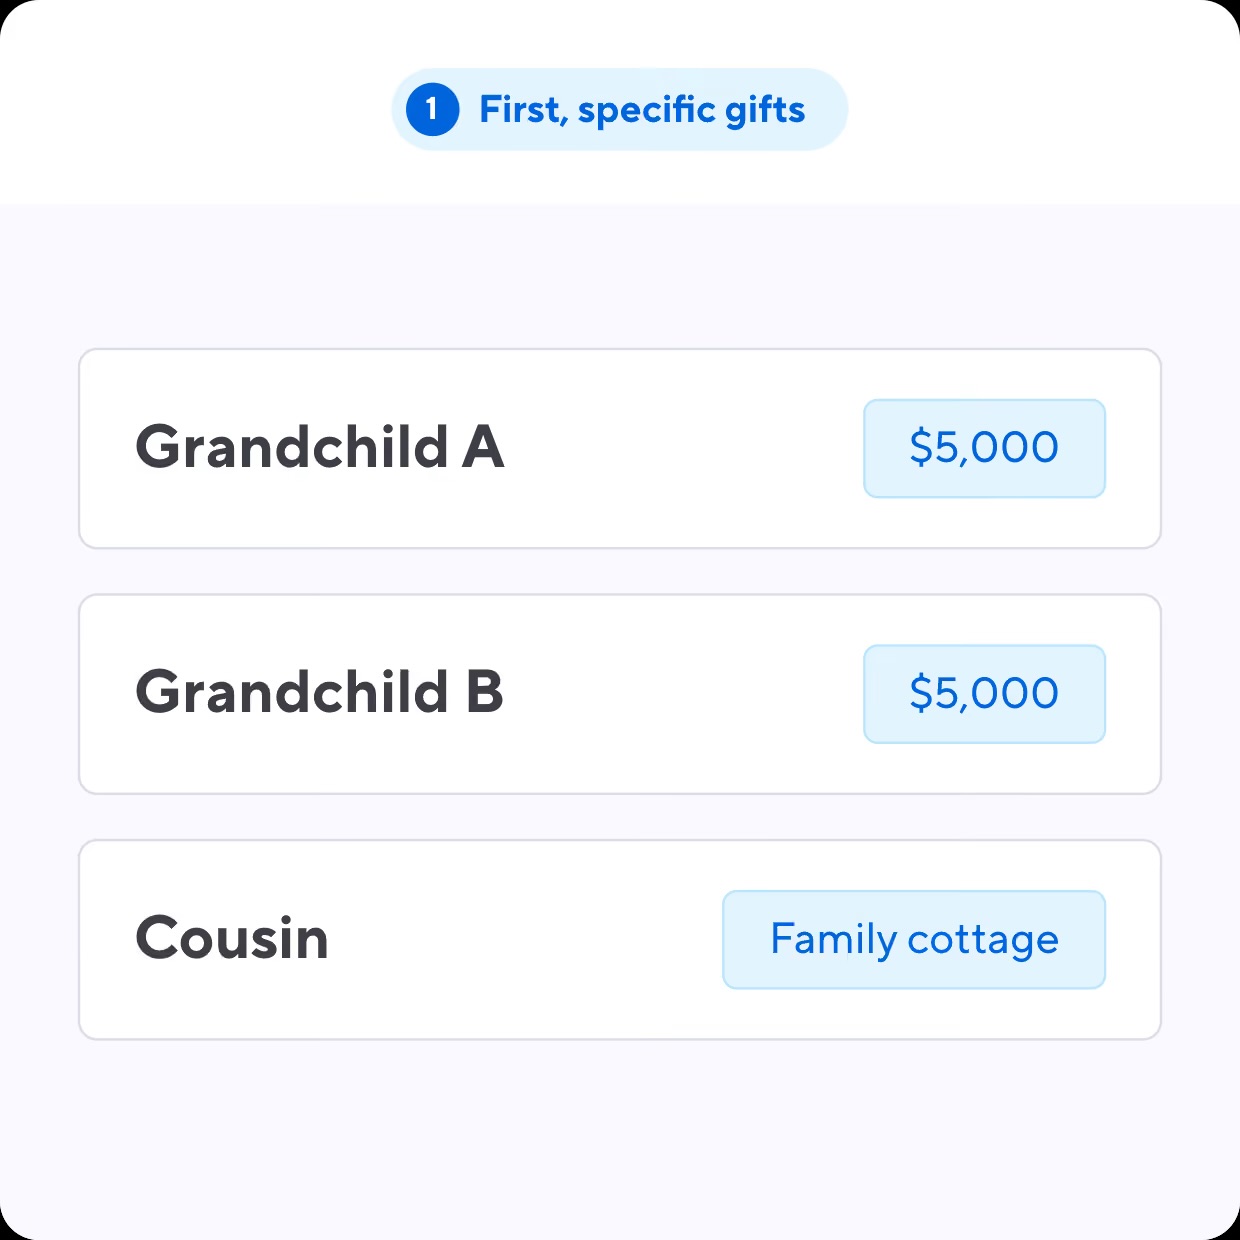 1 First, specific gifts
Grandchild A $5,000
Grandchild B $5,000
Cousin Family cottage